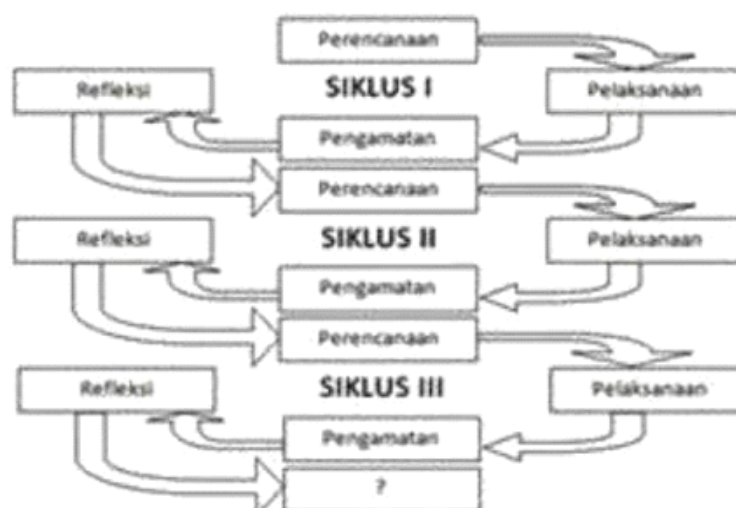 Perencanaan
Refleksi
SIKLUS I
Pelaksanaan
Pengamatan
Perencanaan
Refleksi
SIKLUS II
Pelaksanaan
Pengamatan
Perencanaan
Refleksi
SIKLUS III
Pelaksanaan
Pengamatan
?